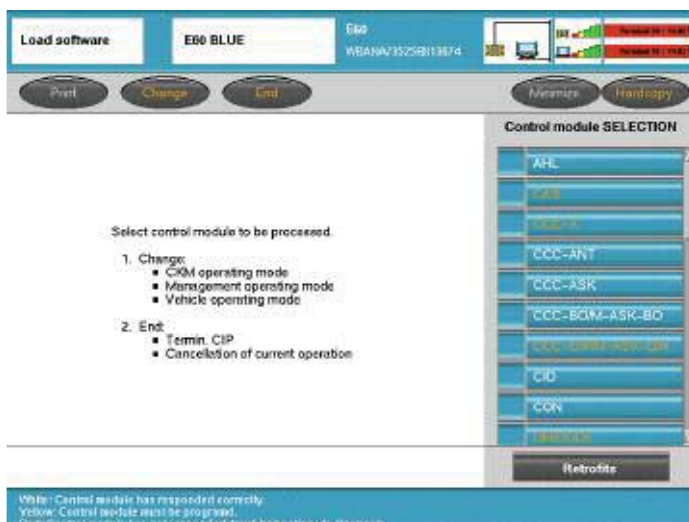 Load software
E60 BLUE
E60
Print
Change
End
Minimize
Hardcopy
Control module SELECTION
AHL
CCC-ANT
CCC-ASK
CCC-BO/M-ASK-BO
CID
CON
Select control module to be processed.
1. Change:
▪ CKM operating mode
▪ Management operating mode
▪ Vehicle operating mode
2. End:
▪ Termin. CIP
▪ Cancellation of current operation
Retrofits
White: Control module has responded correctly.
Yellow: Control module must be programd.